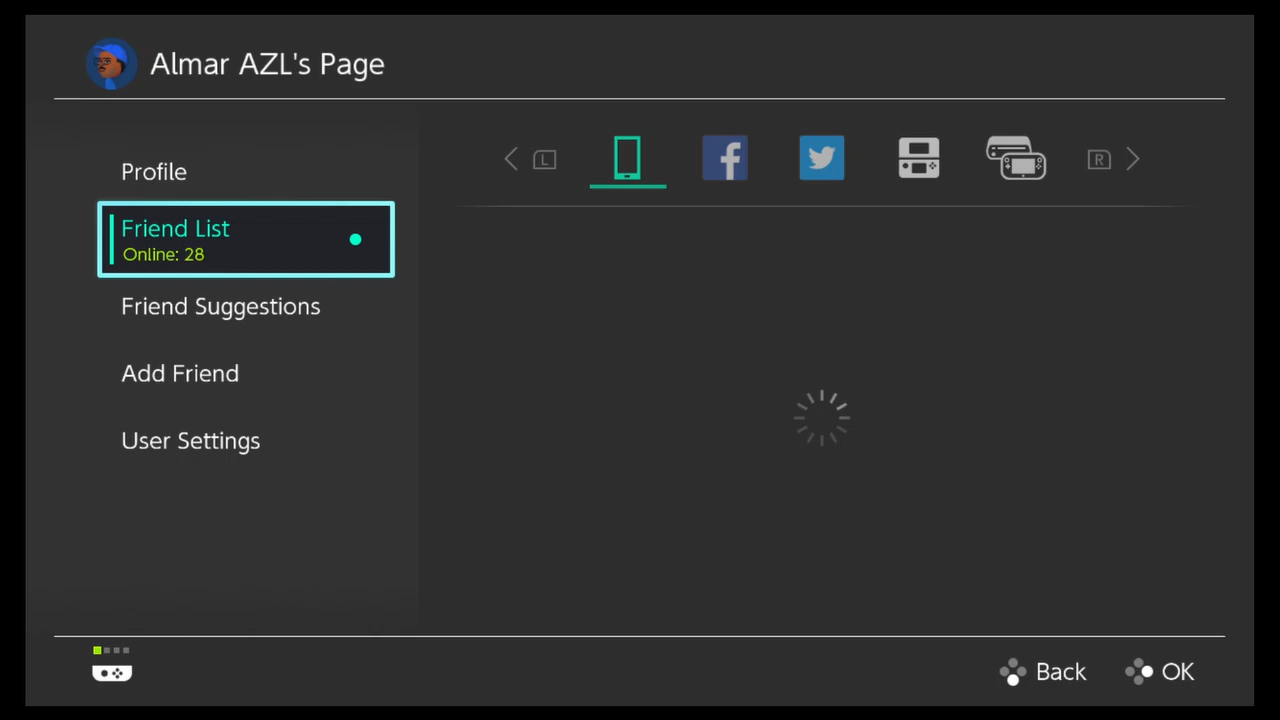 Almar AZL's Page
L
f
R
Profile
Friend List
Online: 28
Friend Suggestions
Add Friend
User Settings
Back
OK